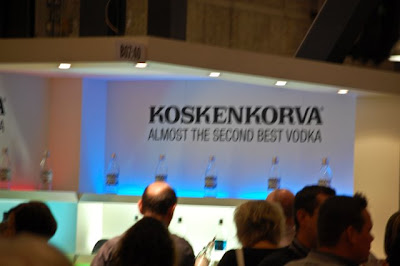 KOSKENKORVA
ALMOST THE SECOND BEST VODKA